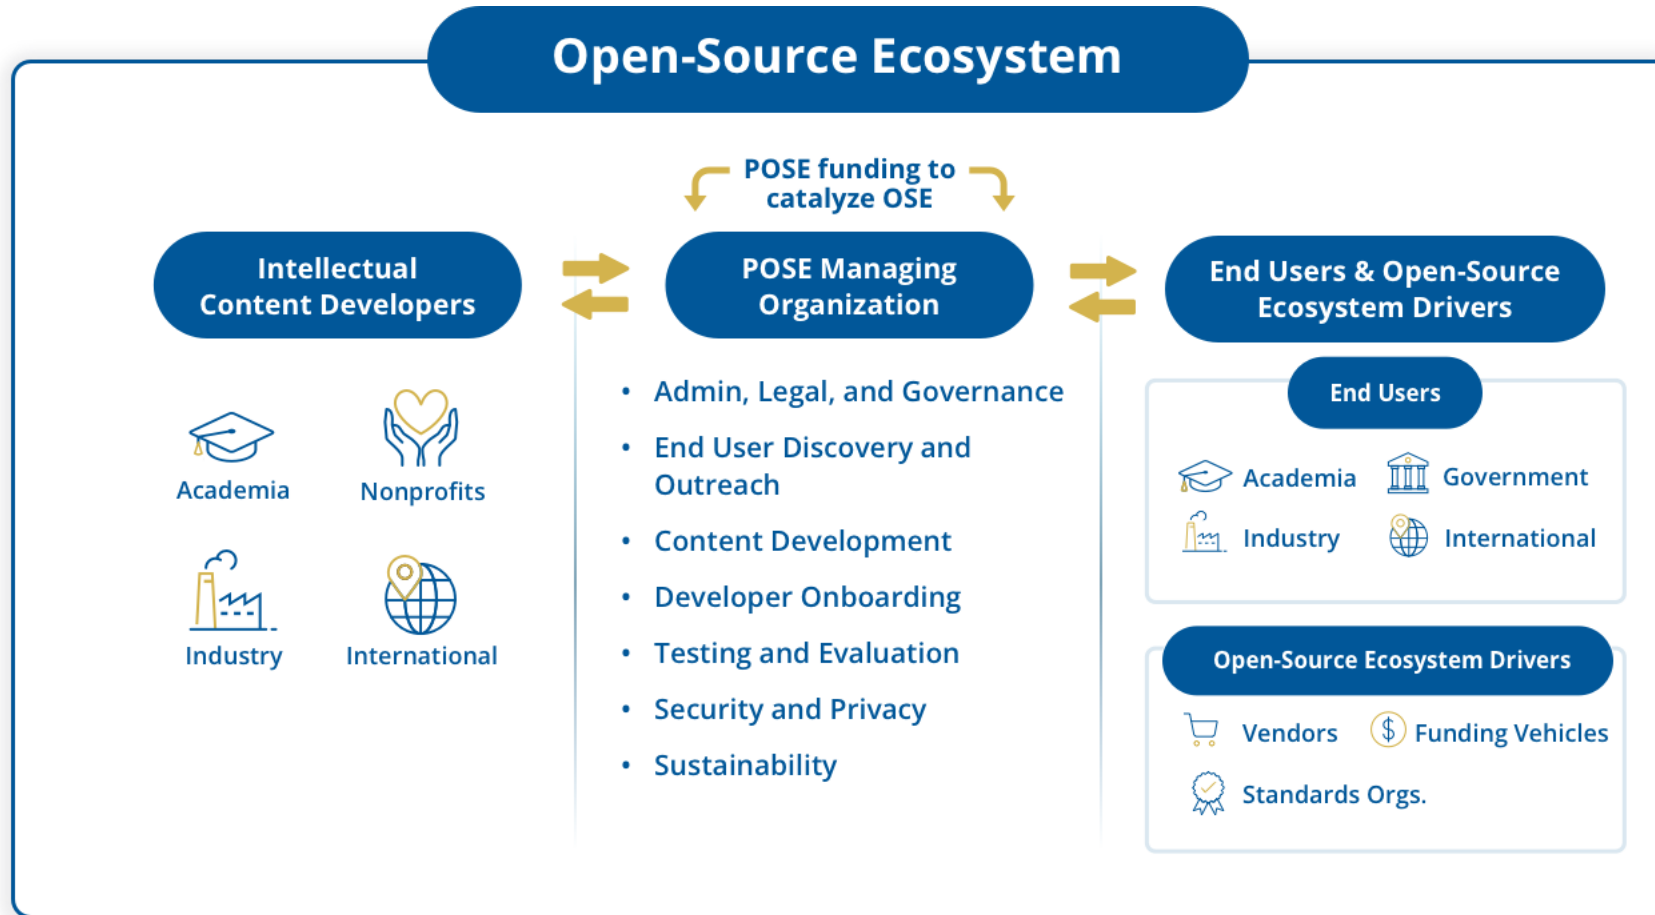 Open-Source Ecosystem
POSE funding to
catalyze OSE
Intellectual
Content Developers
Academia
Nonprofits
Industry
International
POSE Managing
Organization
• Admin, Legal, and Governance
• End User Discovery and
Outreach
• Content Development
• Developer Onboarding
• Testing and Evaluation
• Security and Privacy
• Sustainability
End Users & Open-Source
Ecosystem Drivers
End Users
Academia
Government
Industry
International
Open-Source Ecosystem Drivers
Vendors
$
Funding Vehicles
Standards Orgs.